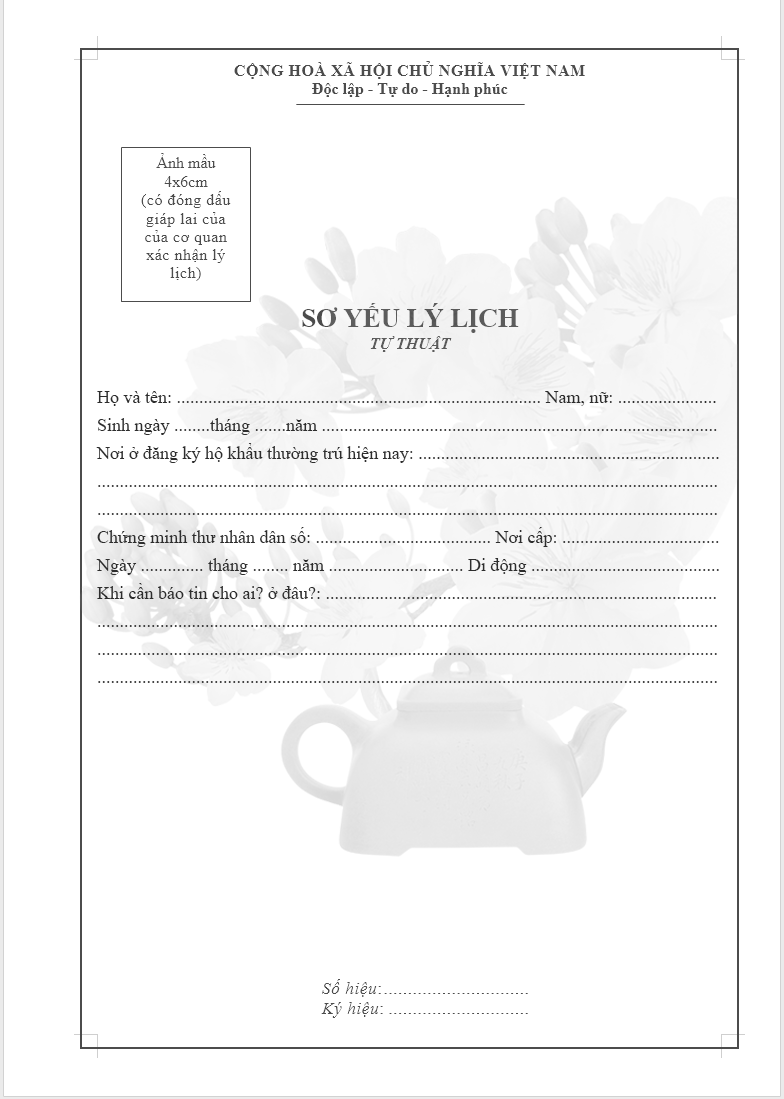 CỘNG HOÀ XÃ HỘI CHỦ NGHĨA VIỆT NAM
Độc lập - Tự do - Hạnh phúc
Ảnh mầu
4x6cm
(có đóng dấu
giáp lai của
của cơ quan
xác nhận lý
lịch)
SƠ YẾU LÝ LỊCH
TỰ THUẬT
Họ và tên: ................................................................................. Nam, nữ: ......................
Sinh ngày ........tháng .......năm ........................................................................................
Nơi ở đăng ký hộ khẩu thường trú hiện nay: ...................................................................
..........................................................................................................................................
..........................................................................................................................................
Chứng minh thư nhân dân số: ....................................... Nơi cấp: ...................................
Ngày .............. tháng ........ năm .............................. Di động ..........................................
Khi cần báo tin cho ai? ở đâu?: .......................................................................................
..........................................................................................................................................
..........................................................................................................................................
..........................................................................................................................................
Số hiệu:..............................
Ký hiệu: .............................